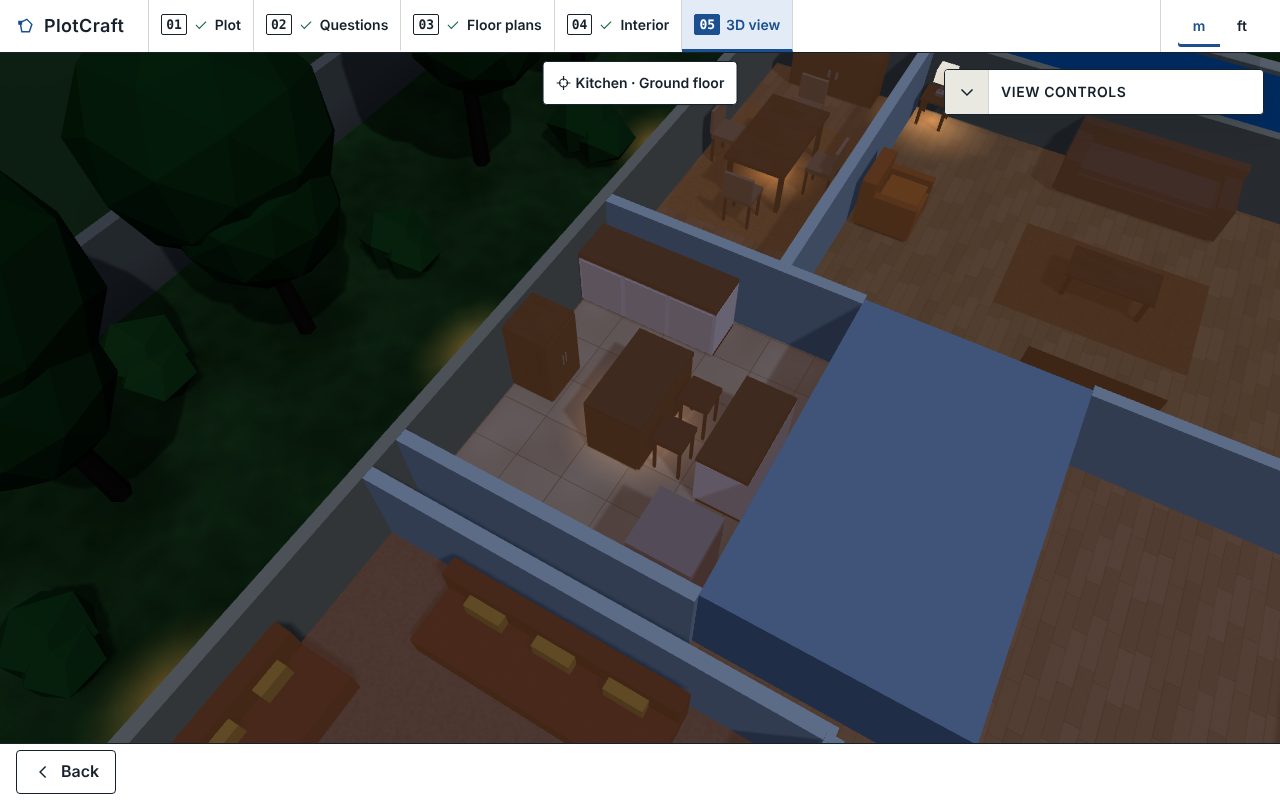 PlotCraft
01 Plot
02 Questions
03 Floor plans
04 Interior
05 3D view
m
ft
Kitchen · Ground floor
VIEW CONTROLS
Back